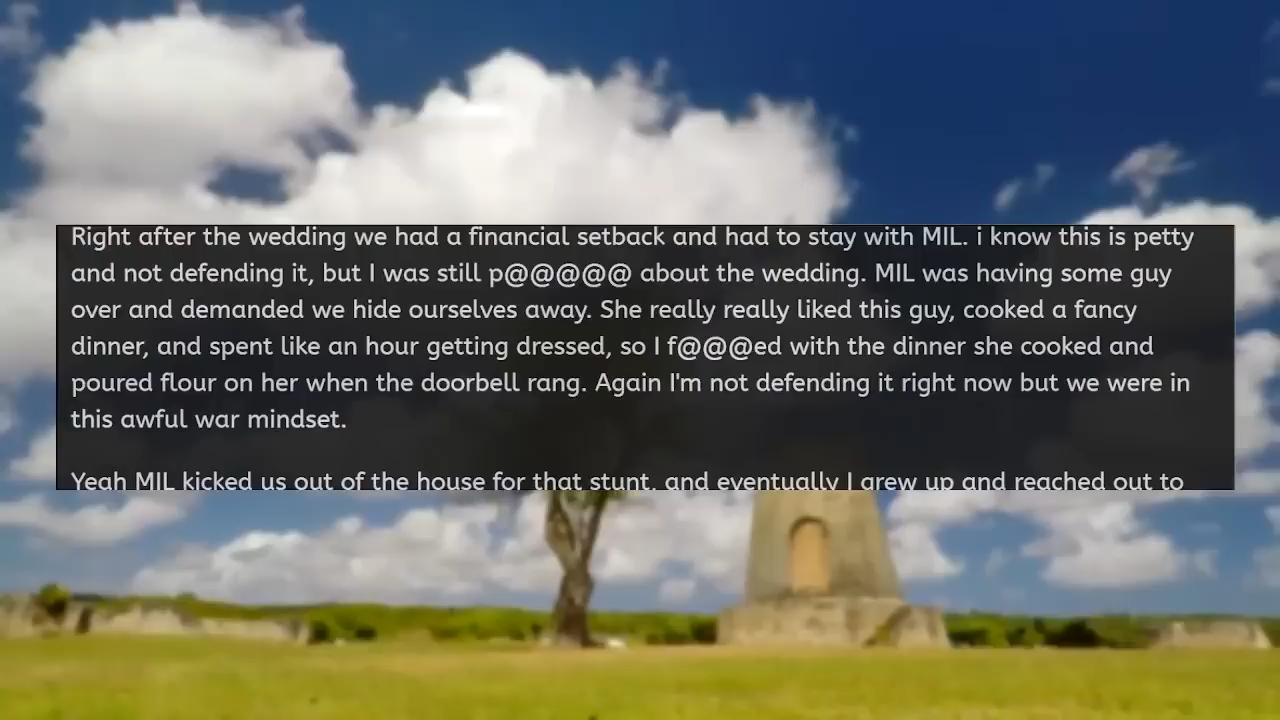 Right after the wedding we had a financial setback and had to stay with MIL. i know this is petty
and not defending it, but I was still p@@@@@ about the wedding. MIL was having some guy
over and demanded we hide ourselves away. She really really liked this guy, cooked a fancy
dinner, and spent like an hour getting dressed, so I f@@@ed with the dinner she cooked and
poured flour on her when the doorbell rang. Again I'm not defending it right now but we were in
this awful war mindset.
Yeah MIL kicked us out of the house for that stunt, and eventually I grew up and reached out to